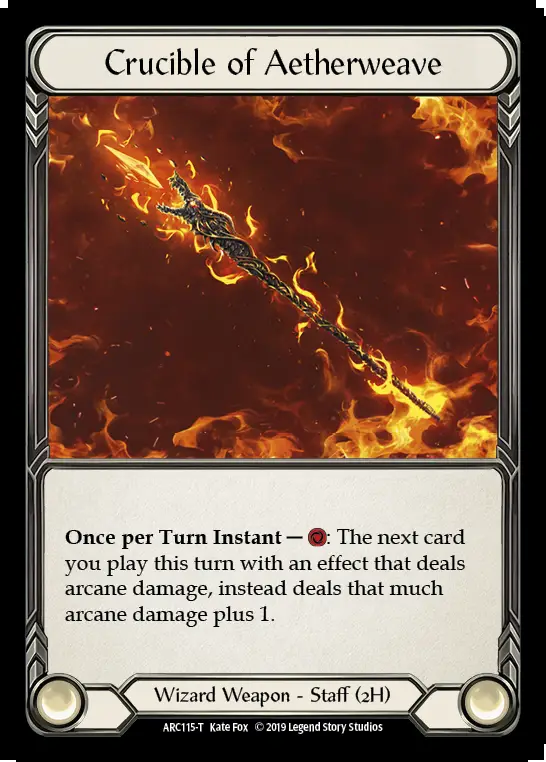 Crucible of Aetherweave
Once per Turn Instant — : The next card
you play this turn with an effect that deals
arcane damage, instead deals that much
arcane damage plus 1.
Wizard Weapon - Staff (2H)
ARC115-T Kate Fox © 2019 Legend Story Studios